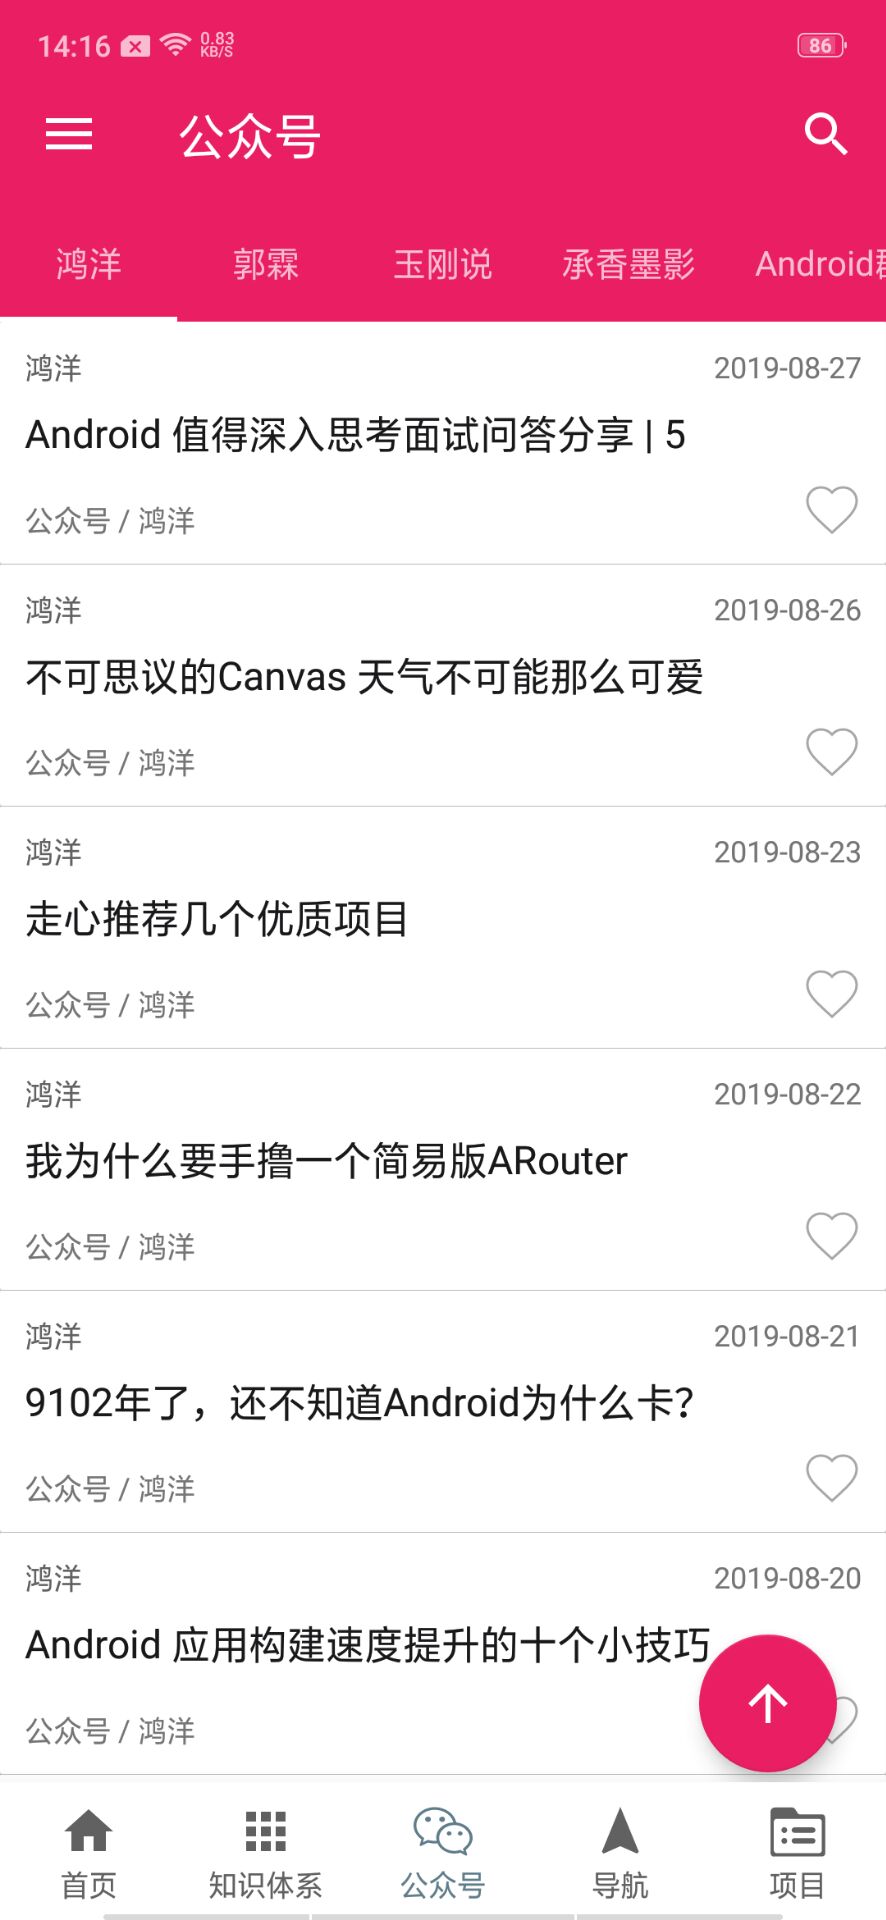 14:16 0.83 KB/S 86
公众号
鸿洋 郭霖 玉刚说 承香墨影 Android
鸿洋 2019-08-27
Android 值得深入思考面试问答分享 | 5
公众号 / 鸿洋
鸿洋 2019-08-26
不可思议的Canvas 天气不可能那么可爱
公众号 / 鸿洋
鸿洋 2019-08-23
走心推荐几个优质项目
公众号 / 鸿洋
鸿洋 2019-08-22
我为什么要手撸一个简易版ARouter
公众号 / 鸿洋
鸿洋 2019-08-21
9102年了，还不知道Android为什么卡？
公众号 / 鸿洋
鸿洋 2019-08-20
Android 应用构建速度提升的十个小技巧
公众号 / 鸿洋
首页 知识体系 公众号 导航 项目